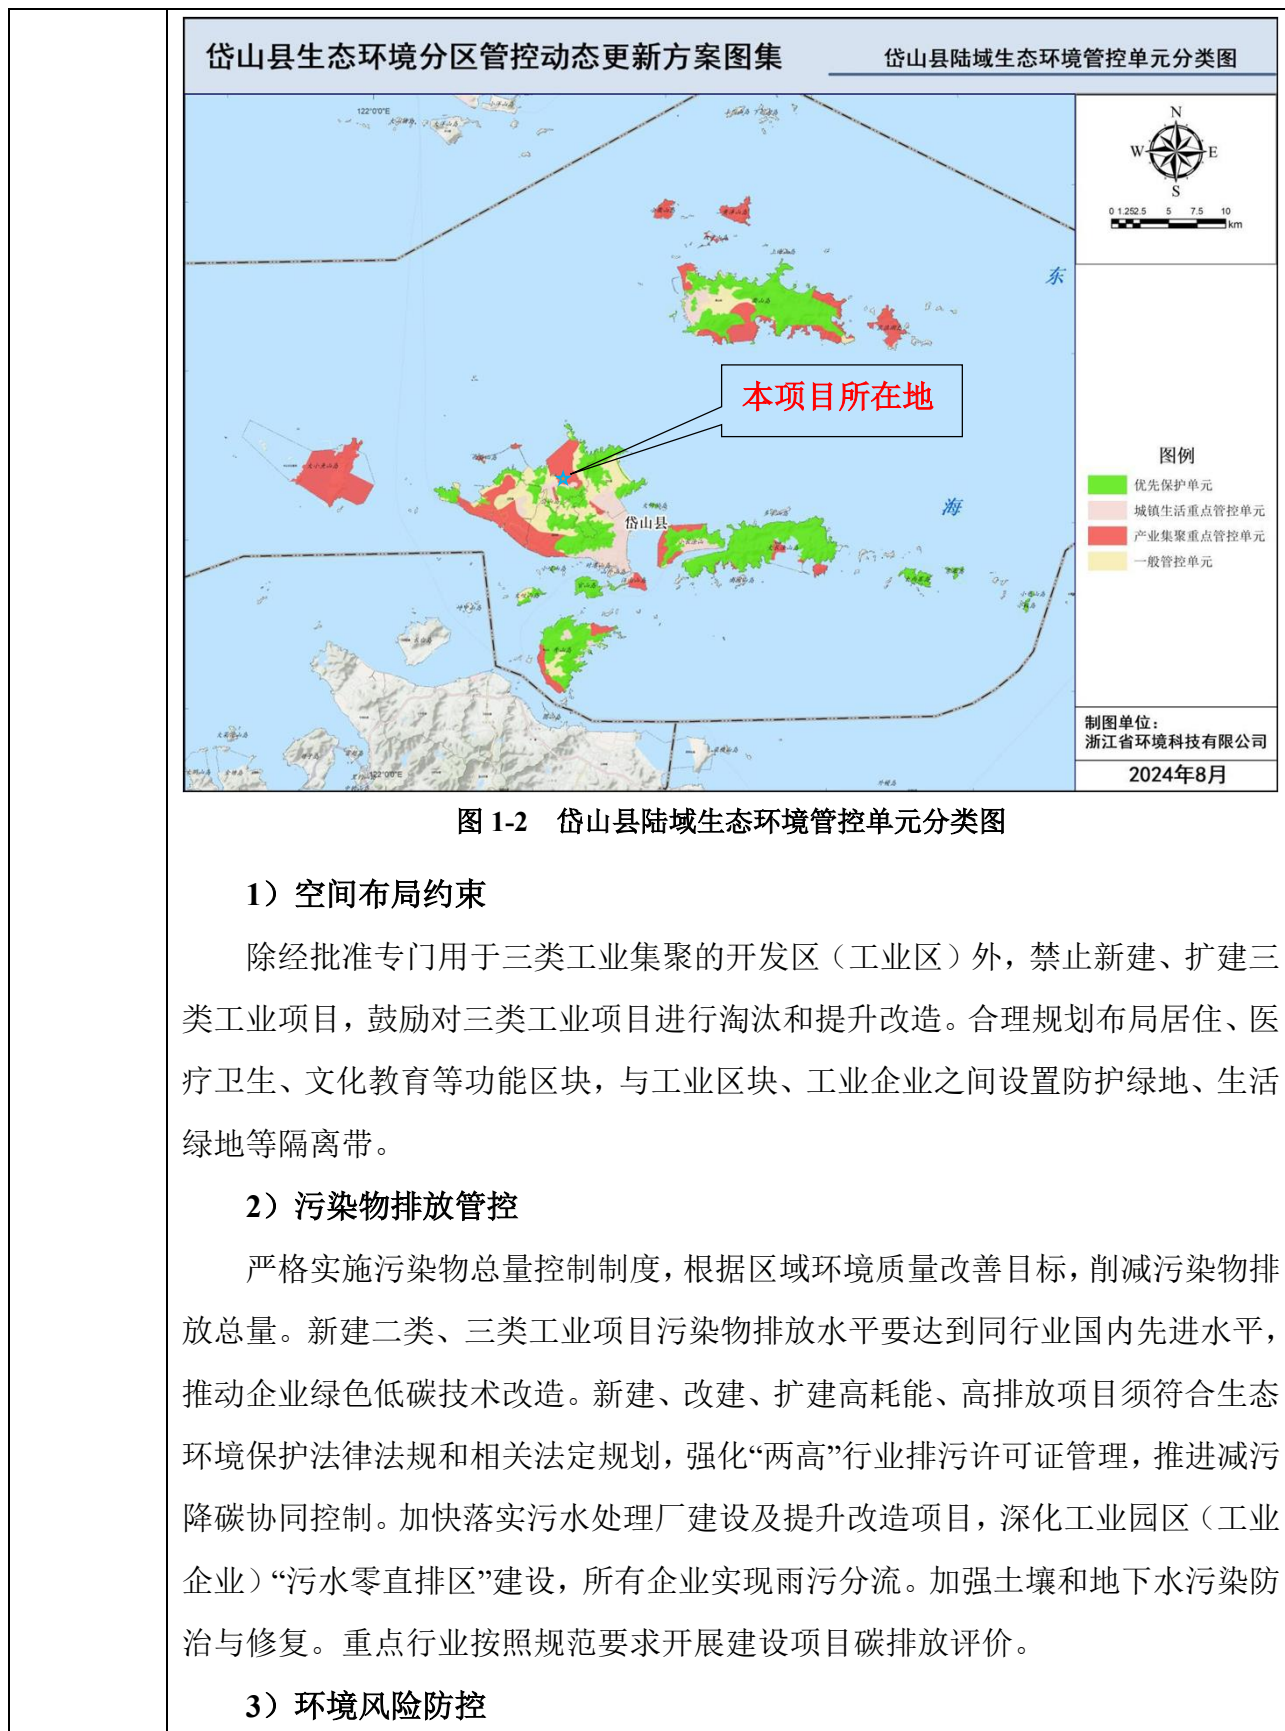 岱山县生态环境分区管控动态更新方案图集
岱山县陆域生态环境管控单元分类图
122°0'0"E
N
W
E
S
0 1.252.5 5 7.5 10
km
东
海
本项目所在地
岱山县
图例
优先保护单元
城镇生活重点管控单元
产业集聚重点管控单元
一般管控单元
122°0'0"E
制图单位：
浙江省环境科技有限公司
2024年8月
图 1-2 岱山县陆域生态环境管控单元分类图
1）空间布局约束
除经批准专门用于三类工业集聚的开发区（工业区）外，禁止新建、扩建三
类工业项目，鼓励对三类工业项目进行淘汰和提升改造。合理规划布局居住、医
疗卫生、文化教育等功能区块，与工业区块、工业企业之间设置防护绿地、生活
绿地等隔离带。
2）污染物排放管控
严格实施污染物总量控制制度，根据区域环境质量改善目标，削减污染物排
放总量。新建二类、三类工业项目污染物排放水平要达到同行业国内先进水平，
推动企业绿色低碳技术改造。新建、改建、扩建高耗能、高排放项目须符合生态
环境保护法律法规和相关法定规划，强化“两高”行业排污许可证管理，推进减污
降碳协同控制。加快落实污水处理厂建设及提升改造项目，深化工业园区（工业
企业）“污水零直排区”建设，所有企业实现雨污分流。加强土壤和地下水污染防
治与修复。重点行业按照规范要求开展建设项目碳排放评价。
3）环境风险防控